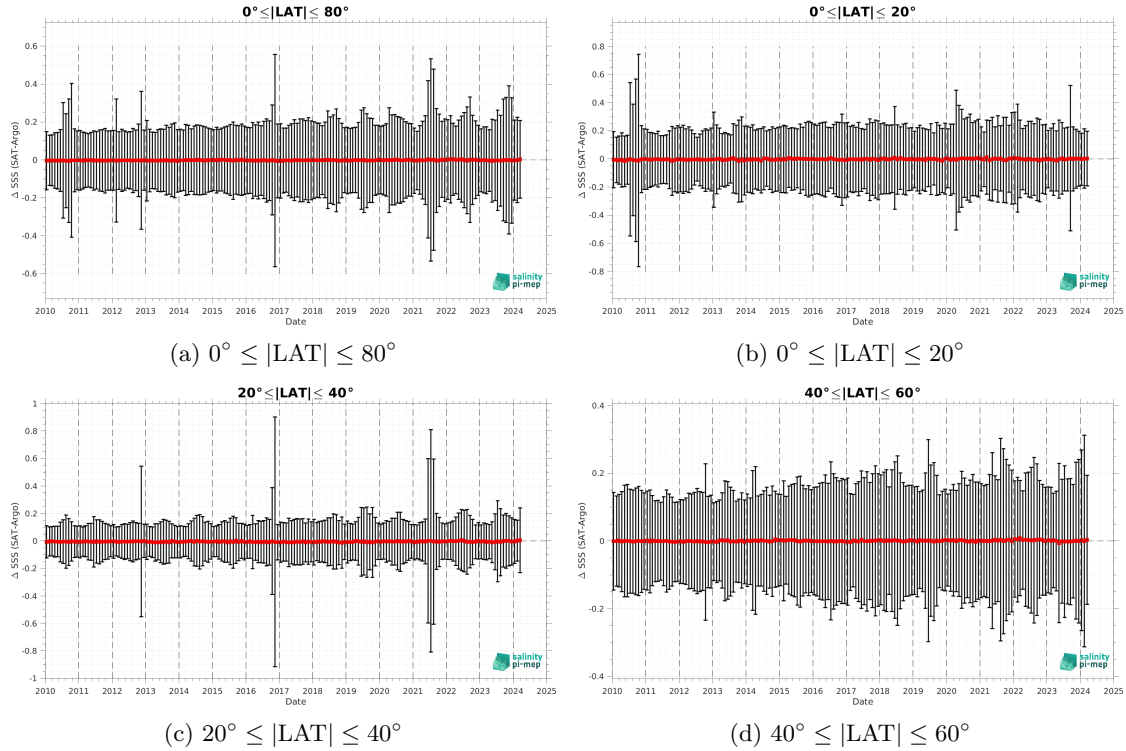 0°≤|LAT|≤ 80°
Δ SSS (SAT-Argo)
0.6
0.4
0.2
0
-0.2
-0.4
-0.6
2010 2011 2012 2013 2014 2015 2016 2017 2018 2019 2020 2021 2022 2023 2024 2025
Date
salinity
pi-mep
(a) 0° ≤ |LAT| ≤ 80°
0°≤|LAT|≤ 20°
Δ SSS (SAT-Argo)
0.8
0.6
0.4
0.2
0
-0.2
-0.4
-0.6
-0.8
2010 2011 2012 2013 2014 2015 2016 2017 2018 2019 2020 2021 2022 2023 2024 2025
Date
salinity
pi-mep
(b) 0° ≤ |LAT| ≤ 20°
20°≤|LAT|≤ 40°
Δ SSS (SAT-Argo)
1
0.8
0.6
0.4
0.2
0
-0.2
-0.4
-0.6
-0.8
-1
2010 2011 2012 2013 2014 2015 2016 2017 2018 2019 2020 2021 2022 2023 2024 2025
Date
salinity
pi-mep
(c) 20° ≤ |LAT| ≤ 40°
40°≤|LAT|≤ 60°
Δ SSS (SAT-Argo)
0.4
0.2
0
-0.2
-0.4
2010 2011 2012 2013 2014 2015 2016 2017 2018 2019 2020 2021 2022 2023 2024 2025
Date
salinity
pi-mep
(d) 40° ≤ |LAT| ≤ 60°